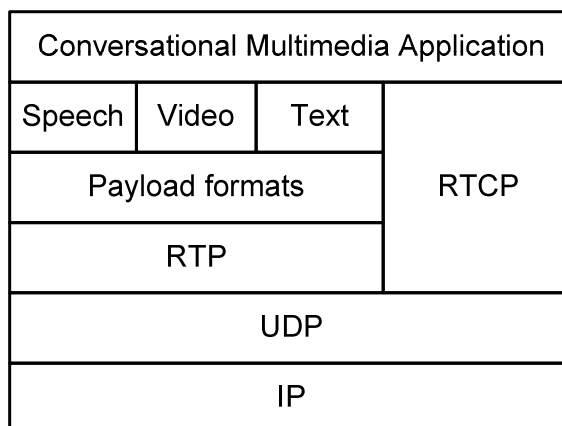 Conversational Multimedia Application
Speech
Video
Text
Payload formats
RTCP
RTP
UDP
IP